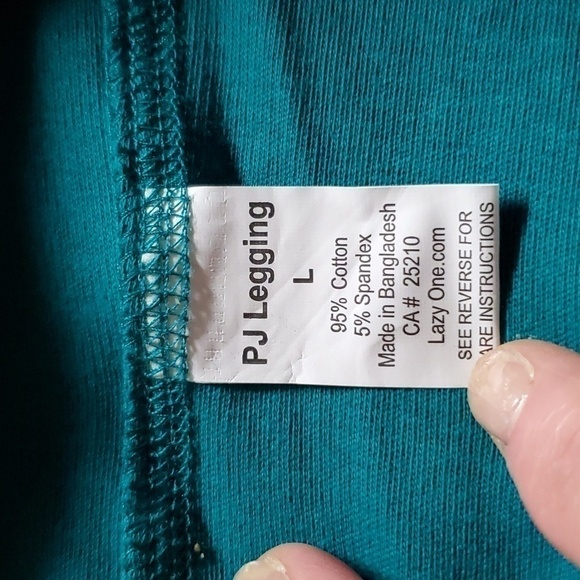 PJ Legging
L
95% Cotton
5% Spandex
Made in Bangladesh
CA# 25210
Lazy One.com
SEE REVERSE FOR
ARE INSTRUCTIONS